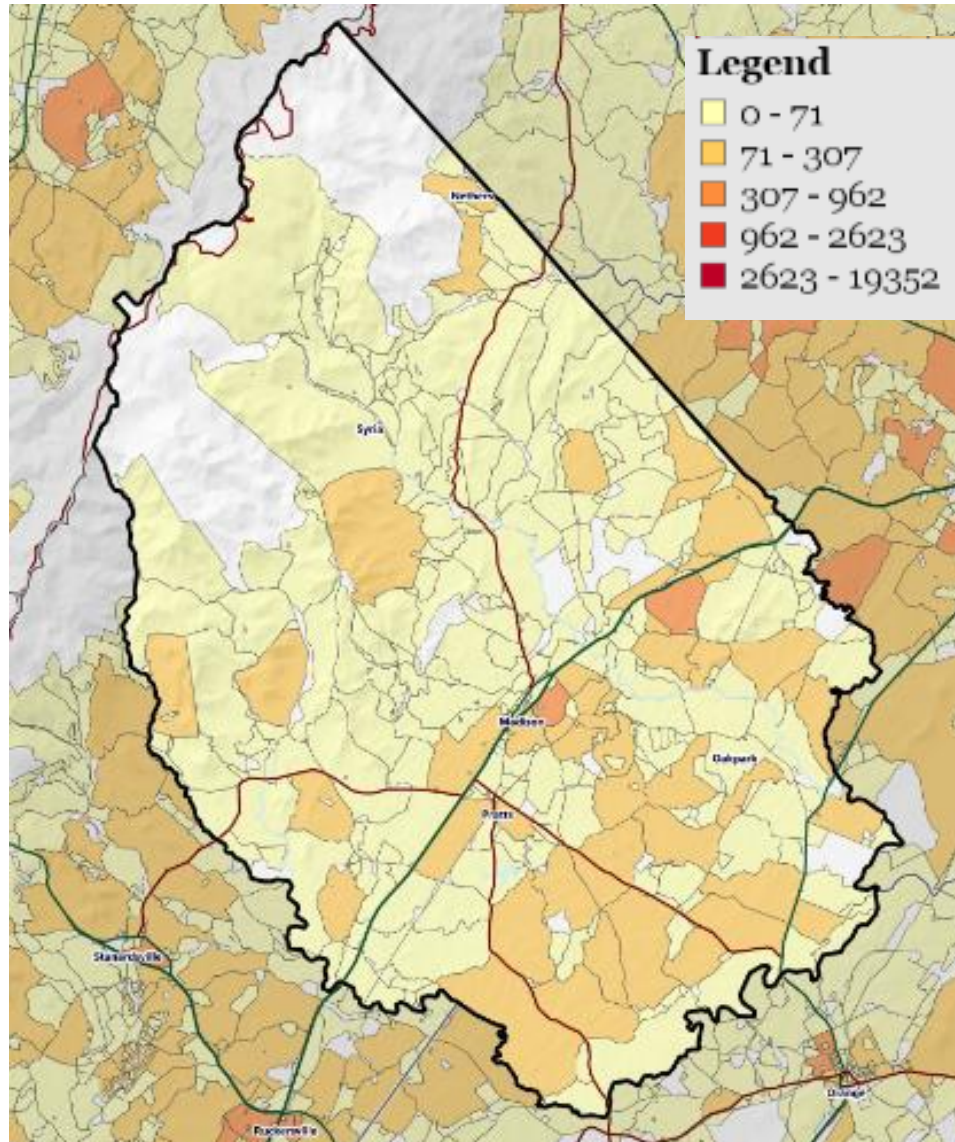 Legend
0 - 71
71 - 307
307 - 962
962 - 2623
2623 - 19352
Nethers
Syria
Madison
Oakpark
Pratts
Stanardsville
Orange
Ruckersville